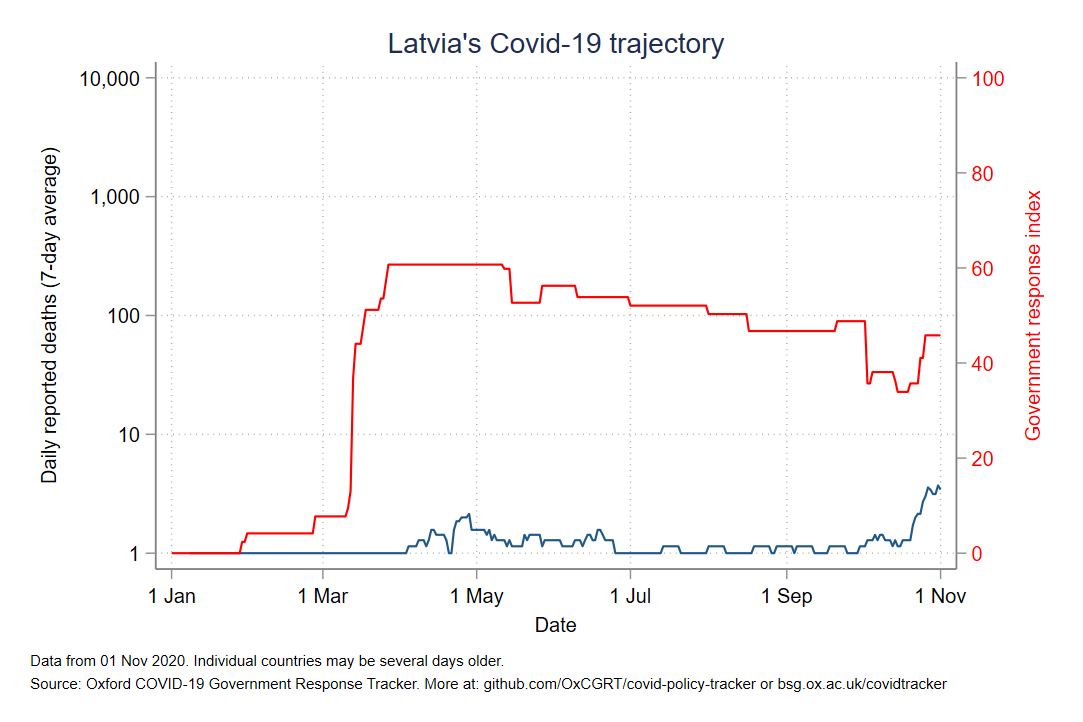 Latvia's Covid-19 trajectory
10,000
1,000
100
10
1
Daily reported deaths (7-day average)
100
80
60
40
20
0
Government response index
1 Jan
1 Mar
1 May
1 Jul
1 Sep
1 Nov
Date
Data from 01 Nov 2020. Individual countries may be several days older.
Source: Oxford COVID-19 Government Response Tracker. More at: github.com/OxCGRT/covid-policy-tracker or bsg.ox.ac.uk/covidtracker